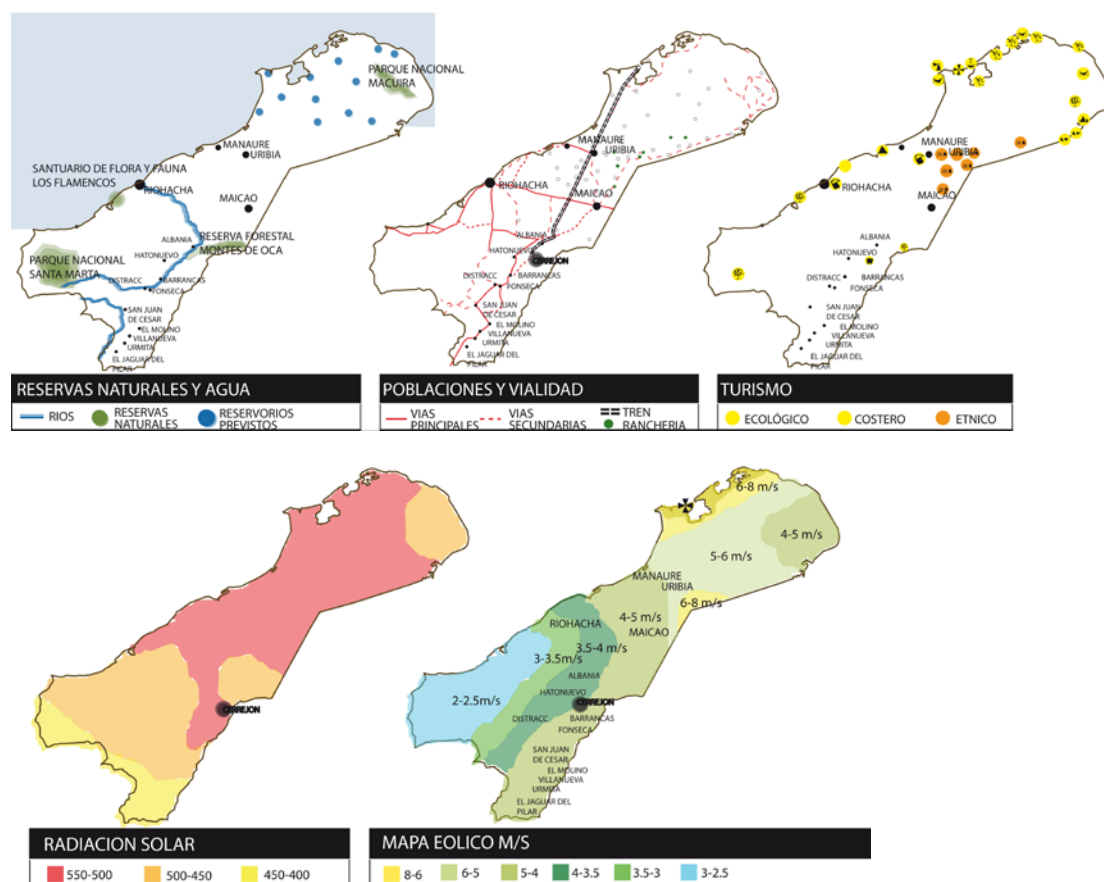 PARQUE NACIONAL
MACUIRA
MANAURE
URIBIA
SANTUARIO DE FLORA Y FAUNA
LOS FLAMENCOS
RIOHACHA
MAICAO
ALBANIA
RESERVA FORESTAL
MONTES DE OCA
HATONUEVO
PARQUE NACIONAL
SANTA MARTA
DISTRACC
BARRANCAS
FONSECA
SAN JUAN
DE CESAR
EL MOLINO
VILLANUEVA
URMITA
EL JAGUAR DEL
PILAR
RESERVAS NATURALES Y AGUA
RIOS
RESERVAS
NATURALES
RESERVORIOS
PREVISTOS
MANAURE
URIBIA
RIOHACHA
MAICAO
ALBANIA
HATONUEVO
CERREJON
DISTRACC
BARRANCAS
FONSECA
SAN JUAN
DE CESAR
EL MOLINO
VILLANUEVA
URMITA
EL JAGUAR DEL
PILAR
POBLACIONES Y VIALIDAD
VIAS
PRINCIPALES
VIAS
SECUNDARIAS
TREN
RANCHERIA
MANAURE
URIBIA
RIOHACHA
MAICAO
ALBANIA
HATONUEVO
DISTRACC
BARRANCAS
FONSECA
SAN JUAN
DE CESAR
EL MOLINO
VILLANUEVA
URMITA
EL JAGUAR DEL
PILAR
TURISMO
ECOLÓGICO
COSTERO
ETNICO
CERREJON
RADIACION SOLAR
550-500
500-450
450-400
6-8 m/s
4-5 m/s
5-6 m/s
MANAURE
URIBIA
6-8 m/s
4-5 m/s
RIOHACHA
MAICAO
3.5-4 m/s
3-3.5m/s
ALBANIA
2-2.5m/s
HATONUEVO
CERREJON
DISTRACC
BARRANCAS
FONSECA
SAN JUAN
DE CESAR
EL MOLINO
VILLANUEVA
URMITA
EL JAGUAR DEL
PILAR
MAPA EOLICO M/S
8-6
6-5
5-4
4-3.5
3.5-3
3-2.5